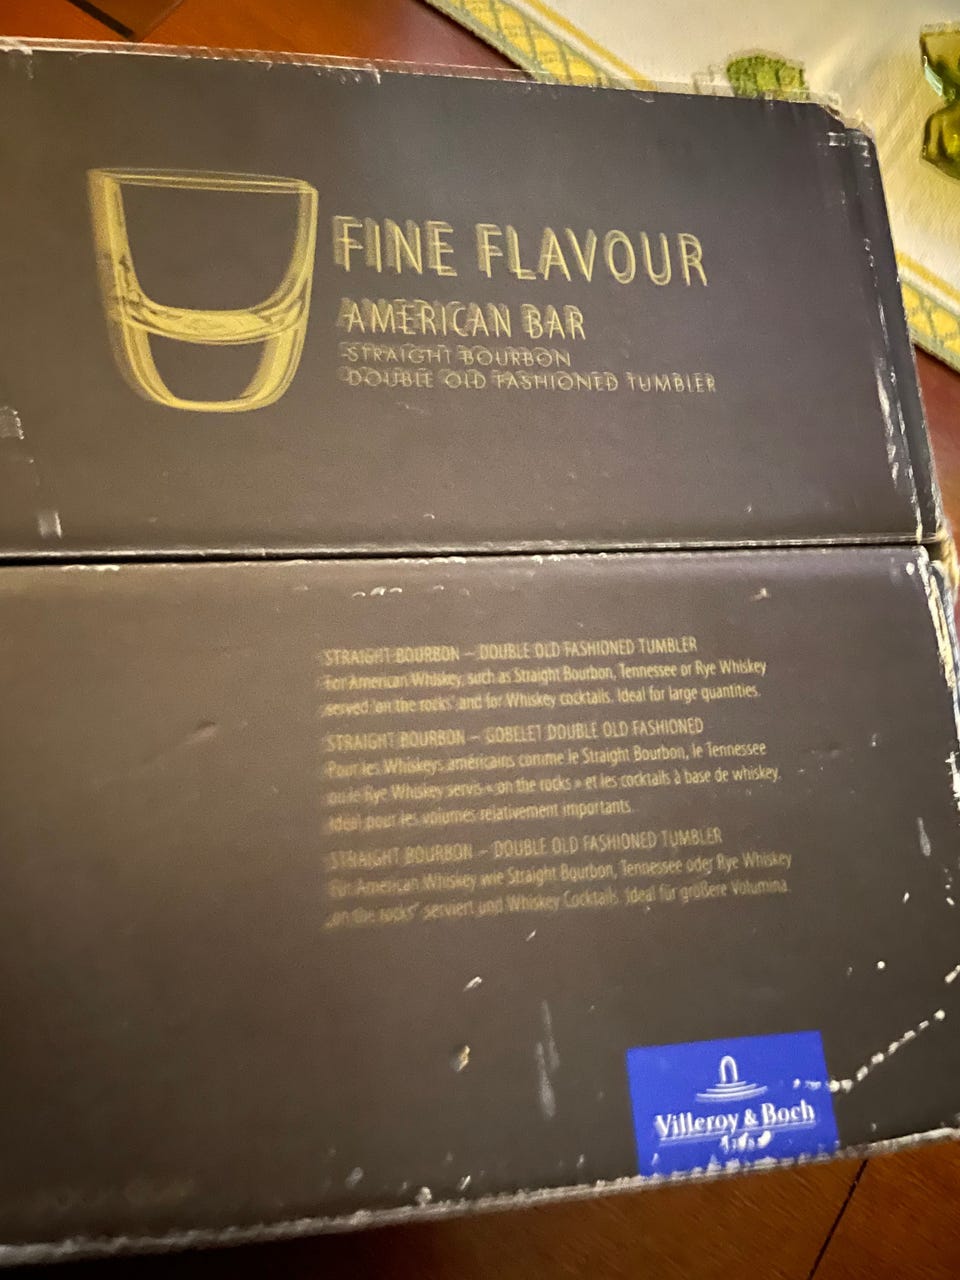 FINE FLAVOUR
AMERICAN BAR
STRAIGHT BOURBON
DOUBLE OLD FASHIONED TUMBLER
STRAIGHT BOURBON – DOUBLE OLD FASHIONED TUMBLER
For American Whiskey, such as Straight Bourbon, Tennessee or Rye Whiskey
served 'on the rocks' and for Whiskey cocktails. Ideal for large quantities.
STRAIGHT BOURBON – GOBELET DOUBLE OLD FASHIONED
Pour les Whiskeys américains comme le Straight Bourbon, le Tennessee
ou le Rye Whiskey servis « on the rocks » et les cocktails à base de whiskey.
Idéal pour les volumes relativement importants.
STRAIGHT BOURBON – DOUBLE OLD FASHIONED TUMBLER
Für American Whiskey wie Straight Bourbon, Tennessee oder Rye Whiskey
„on the rocks" serviert und Whiskey Cocktails. Ideal für größere Volumina.
Villeroy & Boch